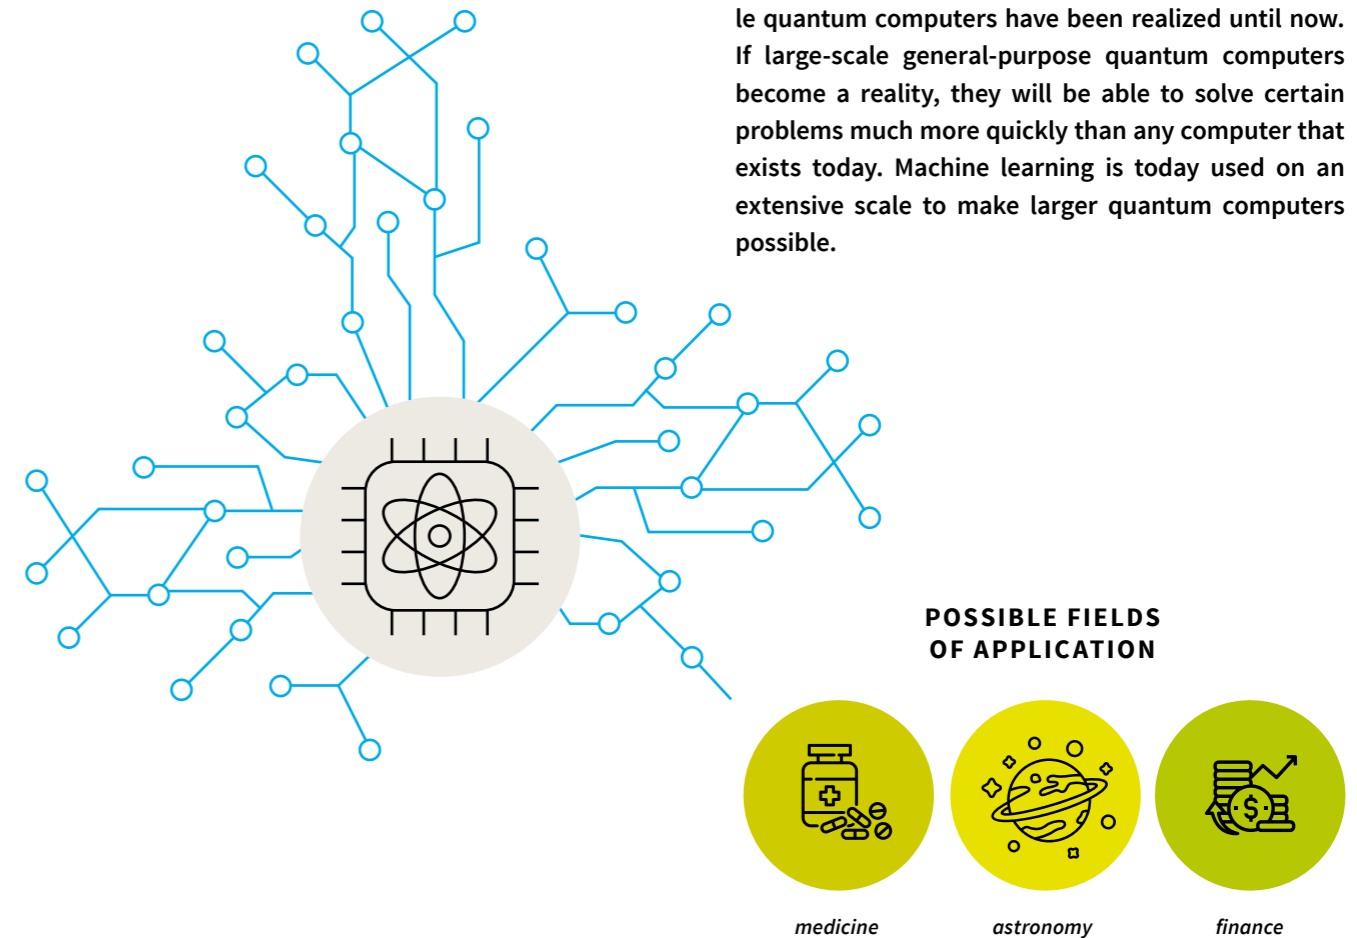 le quantum computers have been realized until now.
If large-scale general-purpose quantum computers
become a reality, they will be able to solve certain
problems much more quickly than any computer that
exists today. Machine learning is today used on an
extensive scale to make larger quantum computers
possible.
POSSIBLE FIELDS
OF APPLICATION
$
medicine
astronomy
finance